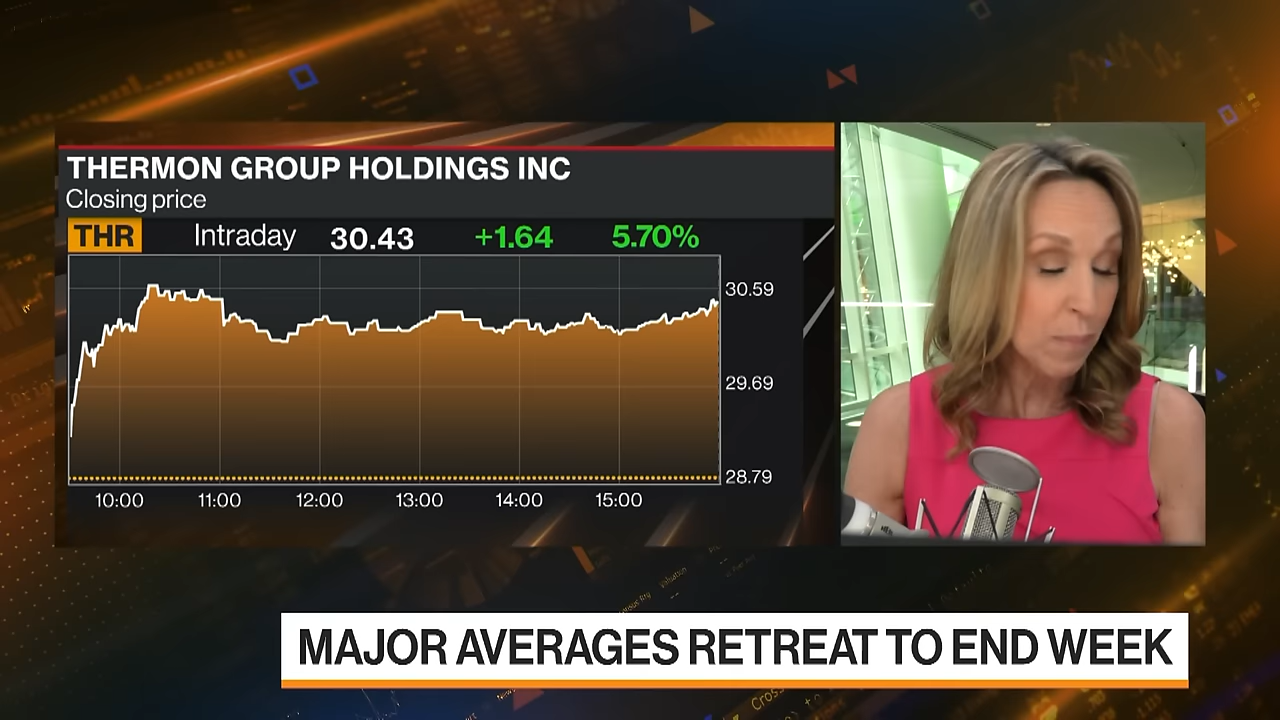 THERMON GROUP HOLDINGS INC
Closing price
THR Intraday 30.43 +1.64 5.70%
30.59
29.69
28.79
10:00 11:00 12:00 13:00 14:00 15:00
MAJOR AVERAGES RETREAT TO END WEEK
Valuation
Cross